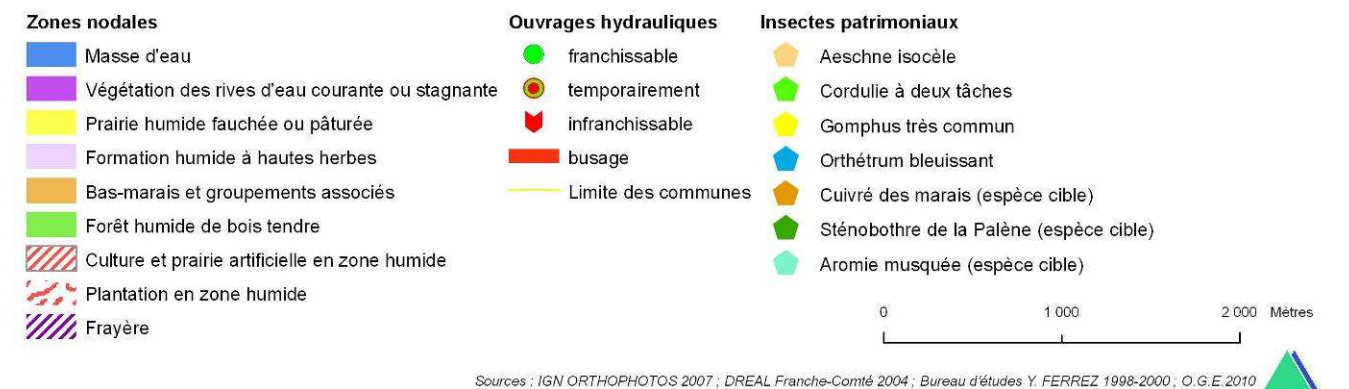 Zones nodales
Masse d'eau
Végétation des rives d'eau courante ou stagnante
Prairie humide fauchée ou pâturée
Formation humide à hautes herbes
Bas-marais et groupements associés
Forêt humide de bois tendre
Culture et prairie artificielle en zone humide
Plantation en zone humide
Frayère
Ouvrages hydrauliques
franchissable
temporairement
infranchissable
busage
Limite des communes
Insectes patrimoniaux
Aeschne isocèle
Cordulie à deux tâches
Gomphus très commun
Orthétrum bleuissant
Cuivré des marais (espèce cible)
Sténobothre de la Palène (espèce cible)
Aromie musquée (espèce cible)
0 1 000 2 000 Mètres
Sources : IGN ORTHOPHOTOS 2007 ; DREAL Franche-Comté 2004 ; Bureau d'études Y. FERREZ 1998-2000 ; O.G.E.2010